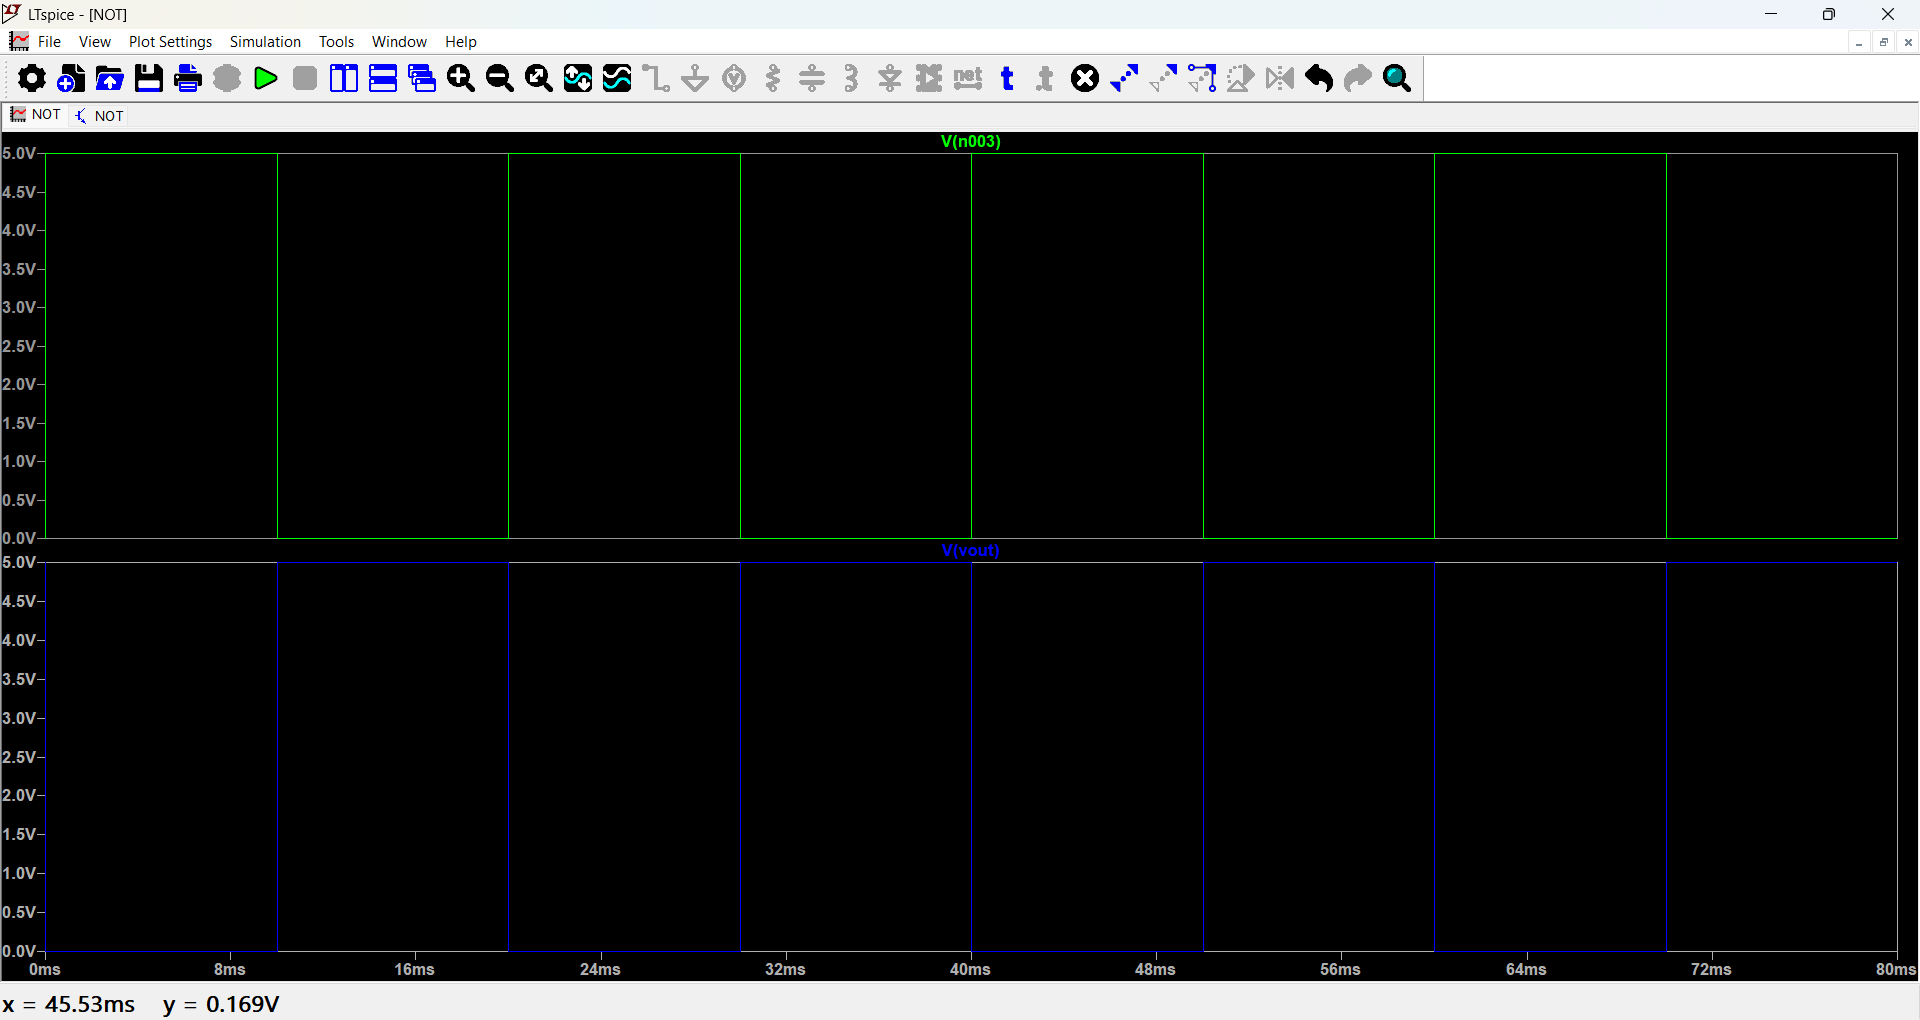 LTspice - [NOT]
File View Plot Settings Simulation Tools Window Help
net t .t
NOT NOT
V(n003)
5.0V
4.5V
4.0V
3.5V
3.0V
2.5V
2.0V
1.5V
1.0V
0.5V
0.0V
V(vout)
5.0V
4.5V
4.0V
3.5V
3.0V
2.5V
2.0V
1.5V
1.0V
0.5V
0.0V
0ms 8ms 16ms 24ms 32ms 40ms 48ms 56ms 64ms 72ms 80ms
x = 45.53ms y = 0.169V